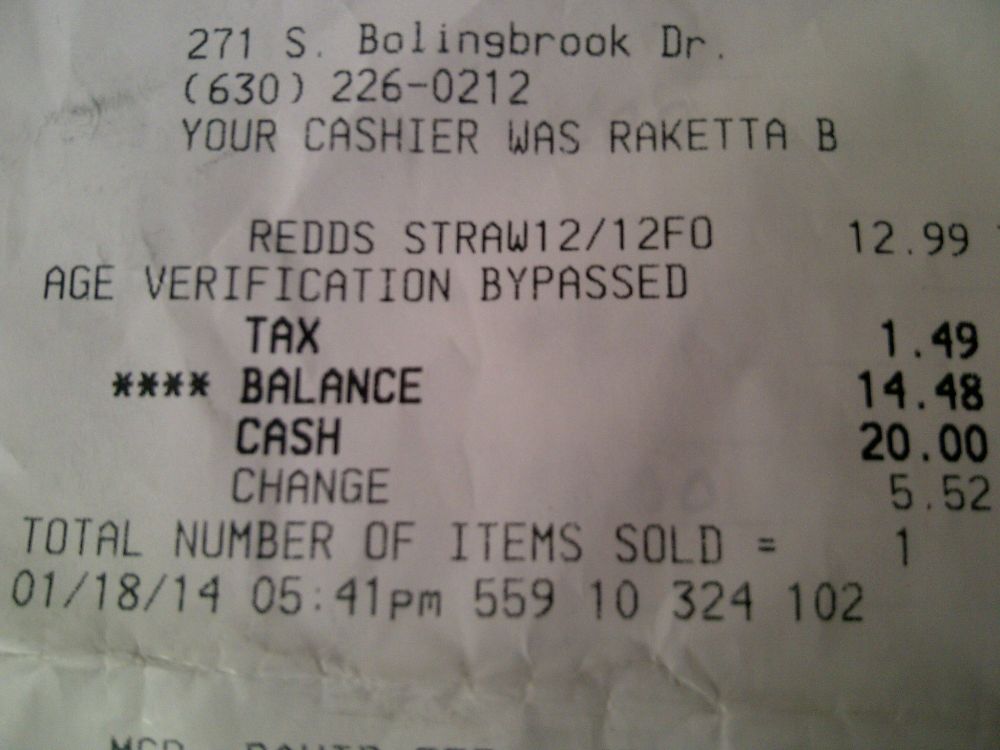 271 S. Bolingbrook Dr.
(630) 226-0212
YOUR CASHIER WAS RAKETTA B
REDDS STRAW12/12FO 12.99
AGE VERIFICATION BYPASSED
TAX 1.49
**** BALANCE 14.48
CASH 20.00
CHANGE 5.52
TOTAL NUMBER OF ITEMS SOLD = 1
01/18/14 05:41pm 559 10 324 102